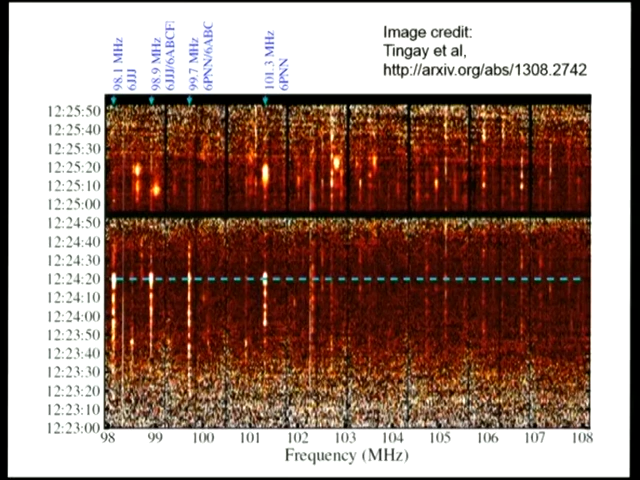 Image credit:
Tingay et al,
http://arxiv.org/abs/1308.2742
98.1 MHz
6JJJ
98.9 MHz
6JJJ/6ABCF
99.7 MHz
6PNN/6ABC
101.3 MHz
6PNN
12:25:50
12:25:40
12:25:30
12:25:20
12:25:10
12:25:00
12:24:50
12:24:40
12:24:30
12:24:20
12:24:10
12:24:00
12:23:50
12:23:40
12:23:30
12:23:20
12:23:10
12:23:00
98 99 100 101 102 103 104 105 106 107 108
Frequency (MHz)